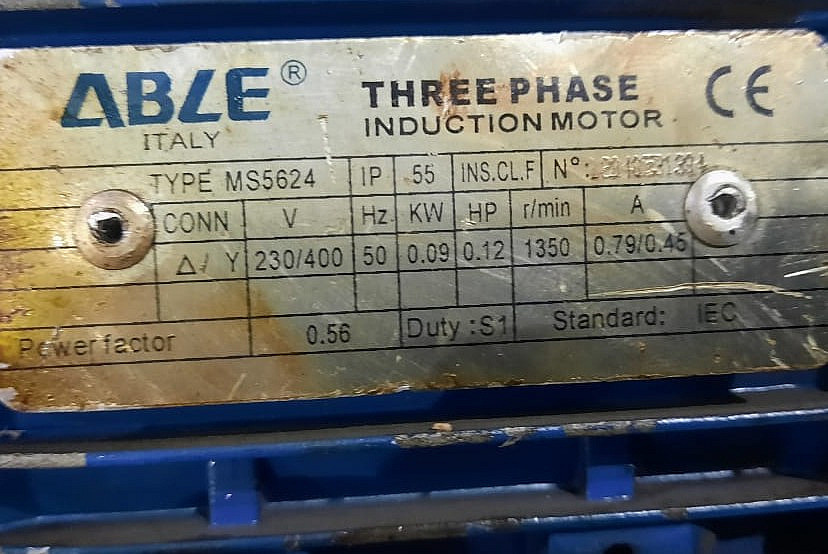 ABLE®
ITALY
THREE PHASE
INDUCTION MOTOR
CE
TYPE MS5624 IP 55 INS.CL.F N°:
CONN V Hz KW HP r/min A
Δ/Y 230/400 50 0.09 0.12 1350 0.79/0.45
Power factor 0.56 Duty :S1 Standard: IEC